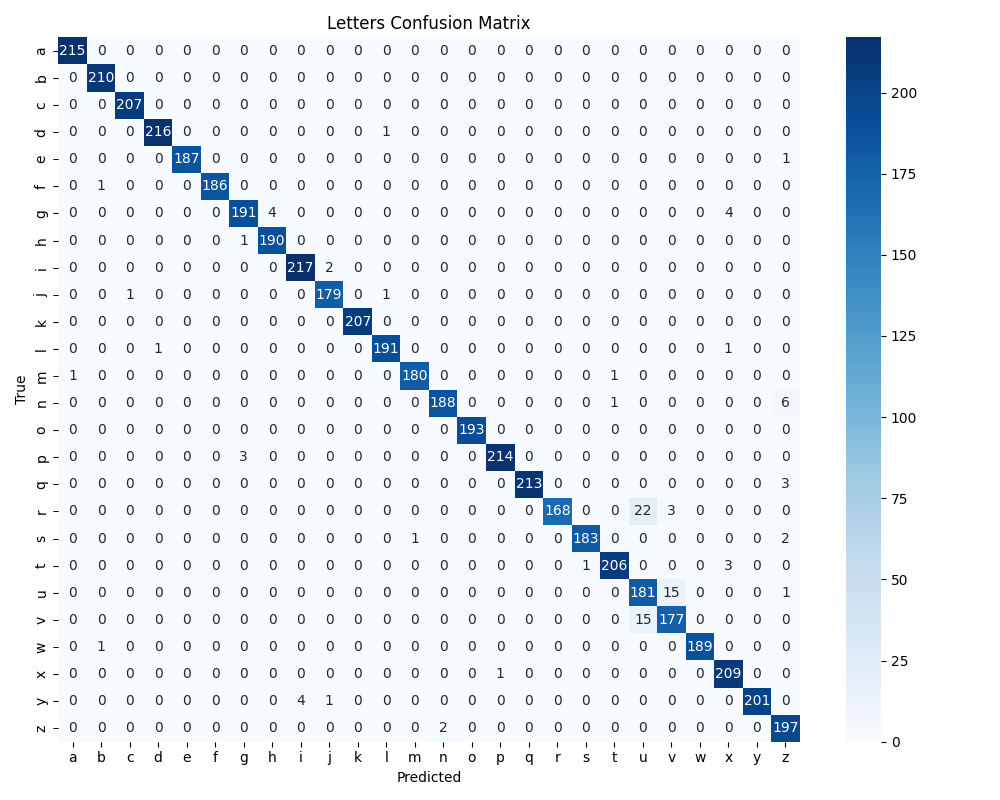 Letters Confusion Matrix
a 215 0 0 0 0 0 0 0 0 0 0 0 0 0 0 0 0 0 0 0 0 0 0 0 0 0
b 0 210 0 0 0 0 0 0 0 0 0 0 0 0 0 0 0 0 0 0 0 0 0 0 0 0
c 0 0 207 0 0 0 0 0 0 0 0 0 0 0 0 0 0 0 0 0 0 0 0 0 0 0
d 0 0 0 216 0 0 0 0 0 0 0 1 0 0 0 0 0 0 0 0 0 0 0 0 0 0
e 0 0 0 0 187 0 0 0 0 0 0 0 0 0 0 0 0 0 0 0 0 0 0 0 0 1
f 0 1 0 0 0 186 0 0 0 0 0 0 0 0 0 0 0 0 0 0 0 0 0 0 0 0
g 0 0 0 0 0 0 191 4 0 0 0 0 0 0 0 0 0 0 0 0 0 0 0 4 0 0
h 0 0 0 0 0 0 1 190 0 0 0 0 0 0 0 0 0 0 0 0 0 0 0 0 0 0
i 0 0 0 0 0 0 0 0 217 2 0 0 0 0 0 0 0 0 0 0 0 0 0 0 0 0
j 0 0 1 0 0 0 0 0 0 179 0 1 0 0 0 0 0 0 0 0 0 0 0 0 0 0
k 0 0 0 0 0 0 0 0 0 0 207 0 0 0 0 0 0 0 0 0 0 0 0 0 0 0
l 0 0 0 1 0 0 0 0 0 0 0 191 0 0 0 0 0 0 0 0 0 0 0 1 0 0
m 1 0 0 0 0 0 0 0 0 0 0 0 180 0 0 0 0 0 0 1 0 0 0 0 0 0
n 0 0 0 0 0 0 0 0 0 0 0 0 0 188 0 0 0 0 0 1 0 0 0 0 0 6
o 0 0 0 0 0 0 0 0 0 0 0 0 0 0 193 0 0 0 0 0 0 0 0 0 0 0
p 0 0 0 0 0 0 3 0 0 0 0 0 0 0 0 214 0 0 0 0 0 0 0 0 0 0
q 0 0 0 0 0 0 0 0 0 0 0 0 0 0 0 0 213 0 0 0 0 0 0 0 0 3
r 0 0 0 0 0 0 0 0 0 0 0 0 0 0 0 0 0 168 0 0 22 3 0 0 0 0
s 0 0 0 0 0 0 0 0 0 0 0 0 1 0 0 0 0 0 183 0 0 0 0 0 0 2
t 0 0 0 0 0 0 0 0 0 0 0 0 0 0 0 0 0 0 1 206 0 0 0 3 0 0
u 0 0 0 0 0 0 0 0 0 0 0 0 0 0 0 0 0 0 0 0 181 15 0 0 0 1
v 0 0 0 0 0 0 0 0 0 0 0 0 0 0 0 0 0 0 0 0 15 177 0 0 0 0
w 0 1 0 0 0 0 0 0 0 0 0 0 0 0 0 0 0 0 0 0 0 0 189 0 0 0
x 0 0 0 0 0 0 0 0 0 0 0 0 0 0 0 1 0 0 0 0 0 0 0 209 0 0
y 0 0 0 0 0 0 0 0 4 1 0 0 0 0 0 0 0 0 0 0 0 0 0 0 201 0
z 0 0 0 0 0 0 0 0 0 0 0 0 0 2 0 0 0 0 0 0 0 0 0 0 0 197
a b c d e f g h i j k l m n o p q r s t u v w x y z
Predicted
True
200
175
150
125
100
75
50
25
0